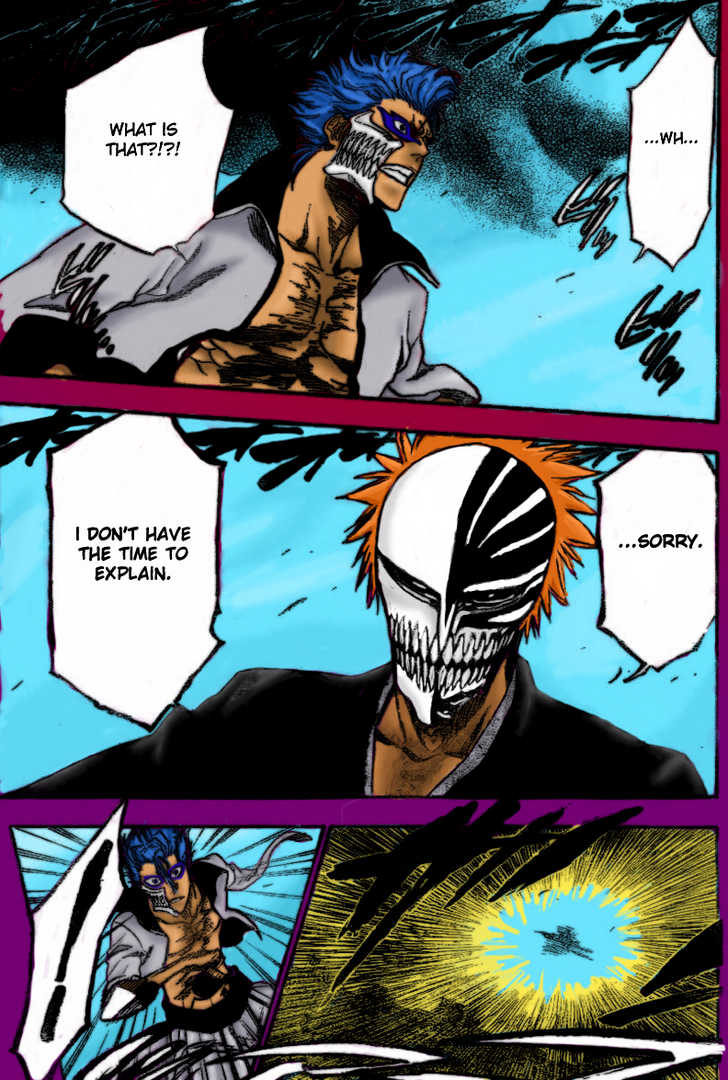 ...WH...
WHAT IS
THAT?!?!
...SORRY.
I DON'T HAVE
THE TIME TO
EXPLAIN.
!